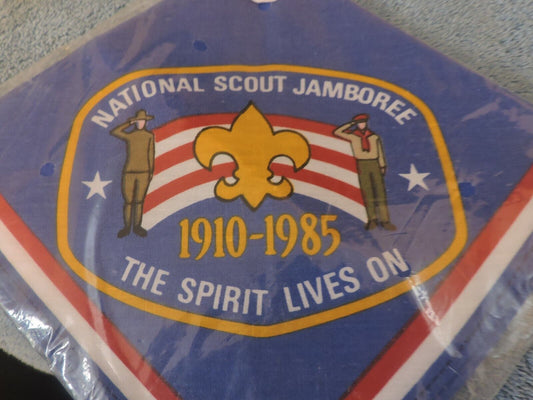 NATIONAL SCOUT JAMBOREE
1910-1985
THE SPIRIT LIVES ON